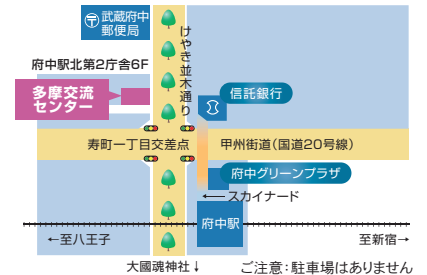 〒武蔵府中
郵便局
けやき並木通り
府中駅北第2庁舎6F
多摩交流
センター
信託銀行
寿町一丁目交差点
甲州街道(国道20号線)
府中グリーンプラザ
←スカイナード
府中駅
←至八王子
至新宿→
大國魂神社↓
ご注意:駐車場はありません